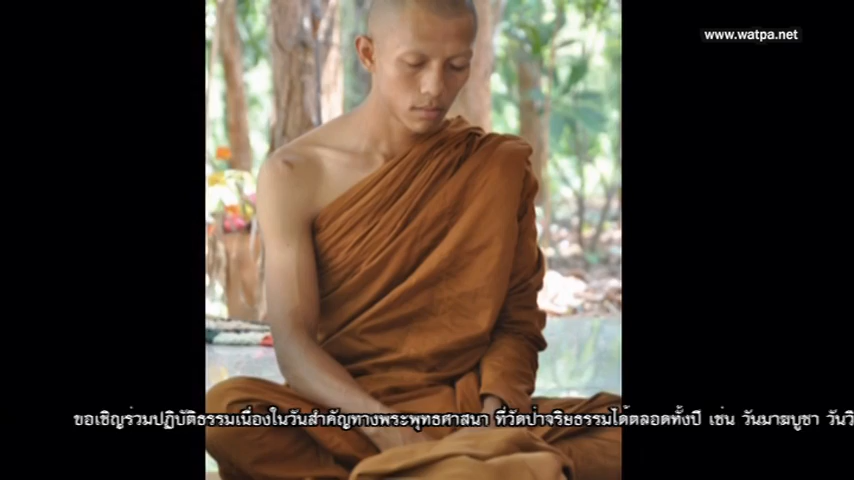 www.watpa.net
ขอเชิญร่วมปฏิบัติธรรมเนื่องในวันสำคัญทางพระพุทธศาสนา ที่วัดป่าจริยธรรมได้ตลอดทั้งปี เช่น วันมาฆบูชา